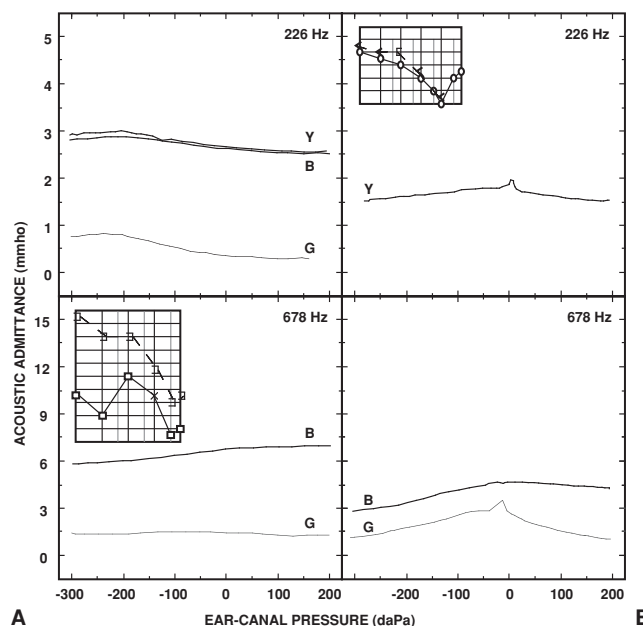 5
4
3
2
1
0
226 Hz
Y
B
G
226 Hz
Y
15
12
9
6
3
0
678 Hz
B
G
678 Hz
B
G
ACOUSTIC ADMITTANCE (mmho)
-300 -200 -100 0 100 200
-200 -100 0 100 200
A
EAR-CANAL PRESSURE (daPa)